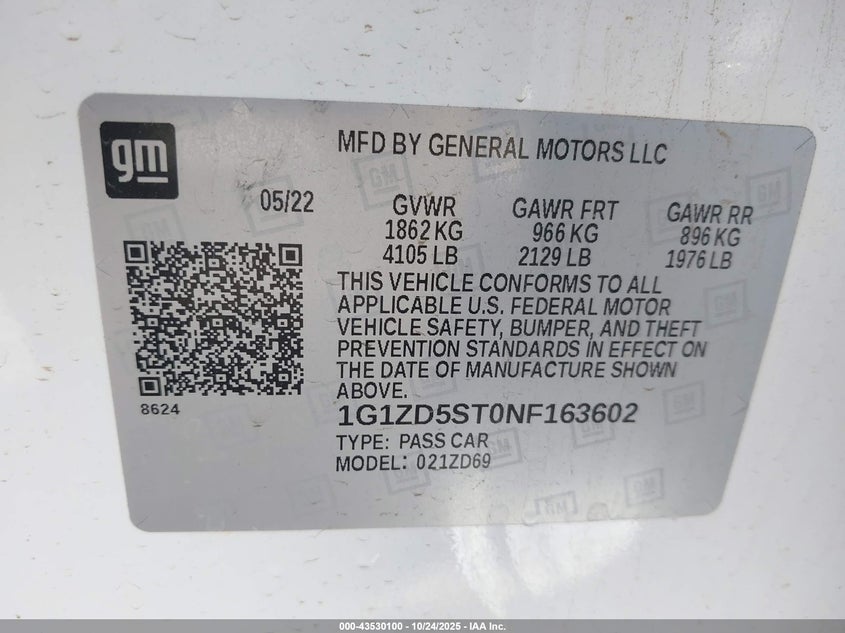 gm
MFD BY GENERAL MOTORS LLC
05/22
GVWR GAWR FRT GAWR RR
1862 KG 966 KG 896 KG
4105 LB 2129 LB 1976 LB
THIS VEHICLE CONFORMS TO ALL
APPLICABLE U.S. FEDERAL MOTOR
VEHICLE SAFETY, BUMPER, AND THEFT
PREVENTION STANDARDS IN EFFECT ON
THE DATE OF MANUFACTURE SHOWN
ABOVE.
8624
1G1ZD5ST0NF163602
TYPE: PASS CAR
MODEL: 021ZD69
000-43530100 - 10/24/2025 - IAA Inc.